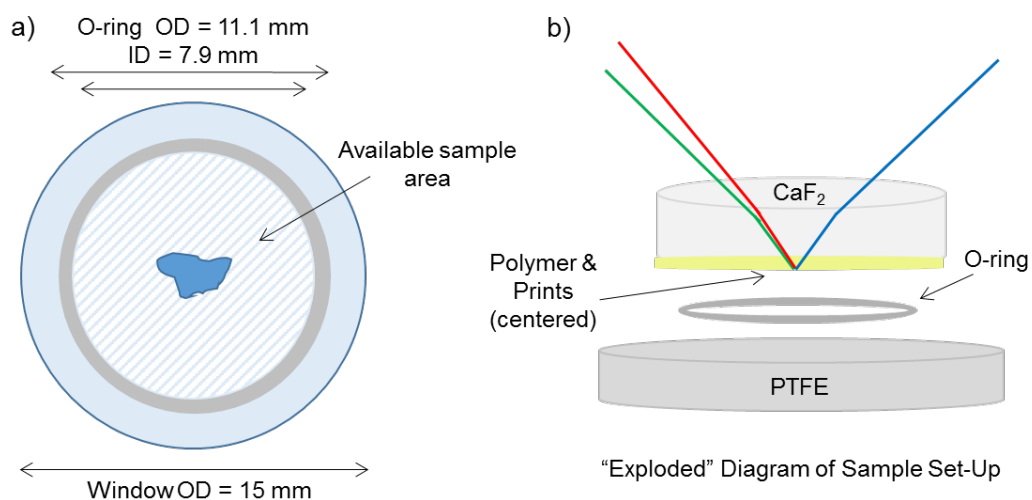 a)
O-ring OD = 11.1 mm
ID = 7.9 mm
Available sample
area
Window OD = 15 mm
b)
CaF₂
Polymer &
Prints
(centered)
O-ring
PTFE
“Exploded” Diagram of Sample Set-Up